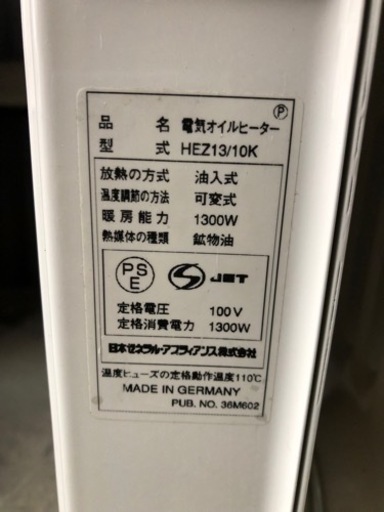 P
品 名 電気オイルヒーター
型 式 HEZ13/10K
放熱の方式 油入式
温度調節の方法 可変式
暖房能力 1300W
熱媒体の種類 鉱物油
PS E JET
定格電圧 100V
定格消費電力 1300W
日本ゼネラル・アプライアンス株式会社
温度ヒューズの定格動作温度110℃
MADE IN GERMANY
PUB. NO. 36M602